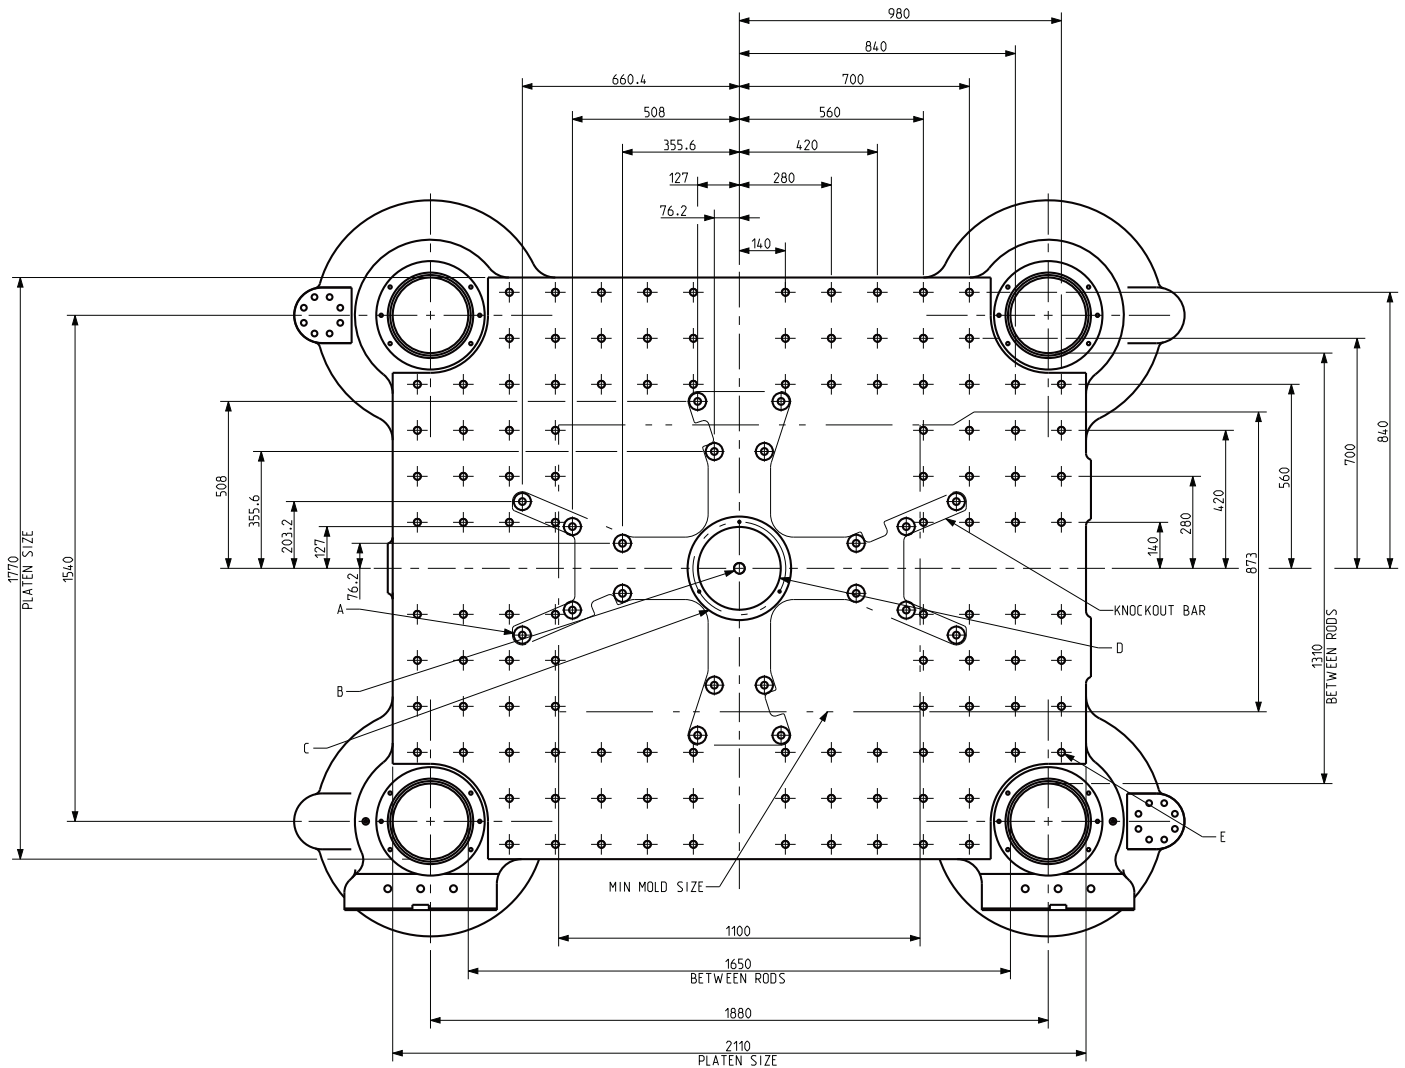 980
840
660.4
700
508
560
355.6
420
127
280
76.2
140
508
355.6
203.2
127
76.2
1770
PLATEN SIZE
1540
140
280
420
560
700
840
873
1310
BETWEEN RODS
A
B
C
KNOCKOUT BAR
D
E
MIN MOLD SIZE
1100
1650
BETWEEN RODS
1880
2110
PLATEN SIZE